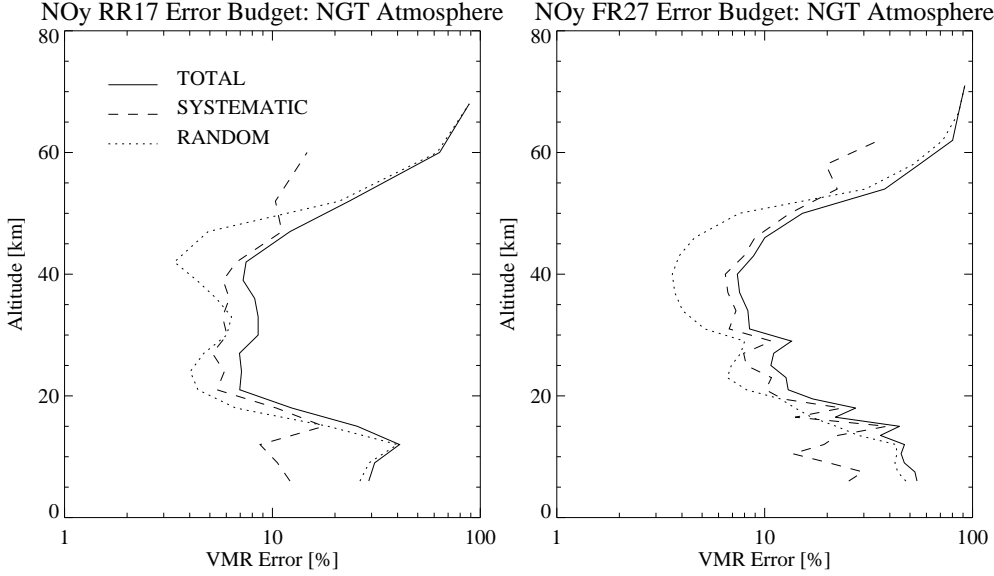 NOy RR17 Error Budget: NGT Atmosphere
80
60
40
20
0
Altitude [km]
TOTAL
SYSTEMATIC
RANDOM
1
10
100
VMR Error [%]
NOy FR27 Error Budget: NGT Atmosphere
80
60
40
20
0
Altitude [km]
1
10
100
VMR Error [%]